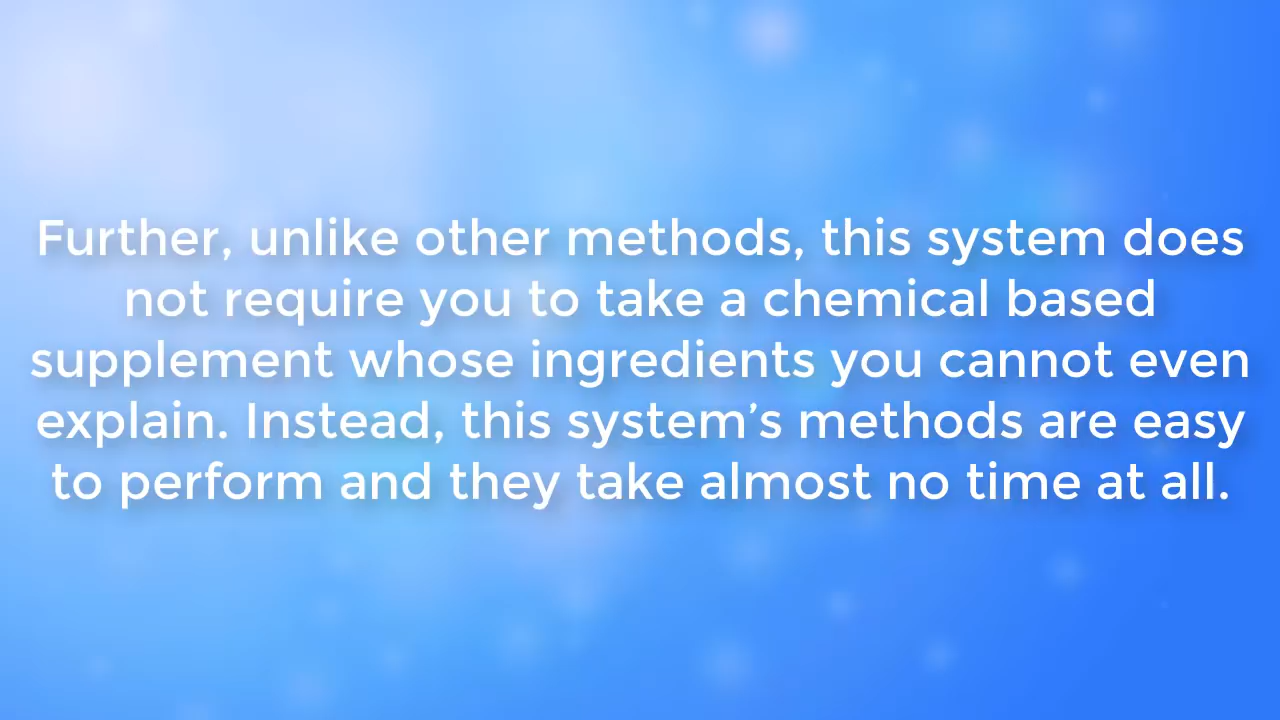 Further, unlike other methods, this system does
not require you to take a chemical based
supplement whose ingredients you cannot even
explain. Instead, this system’s methods are easy
to perform and they take almost no time at all.